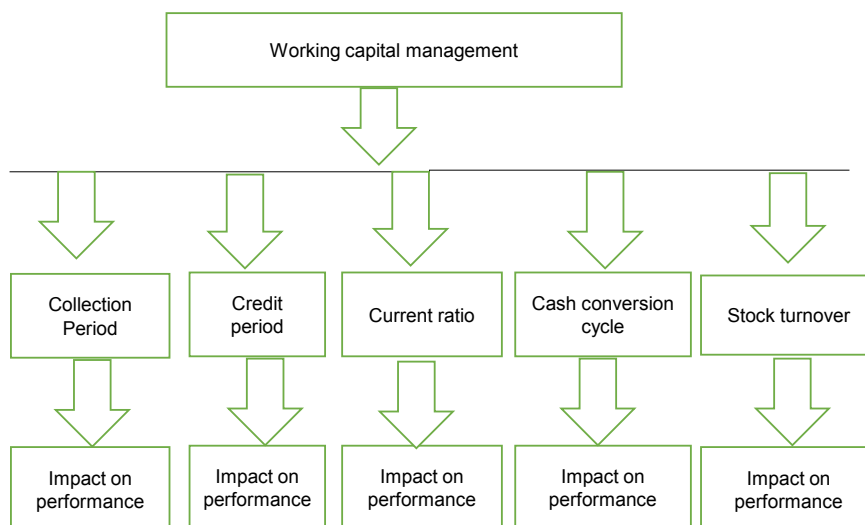 Working capital management
Collection
Period
Credit
period
Current ratio
Cash conversion
cycle
Stock turnover
Impact on
performance
Impact on
performance
Impact on
performance
Impact on
performance
Impact on
performance